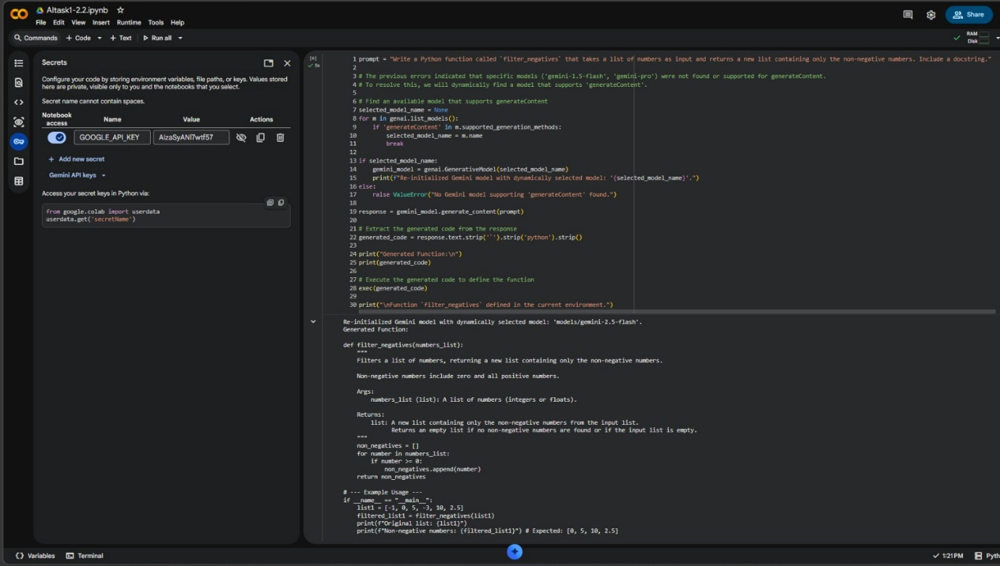 AItask1-2.2.ipynb
File Edit View Insert Runtime Tools Help
Share
Commands + Code + Text Run all
RAM
Disk
Secrets
Configure your code by storing environment variables, file paths, or keys. Values stored
here are private, visible only to you and the notebooks that you select.
Secret name cannot contain spaces.
Notebook
access Name Value Actions
GOOGLE_API_KEY AIzaSyANl7wtf57
+ Add new secret
Gemini API keys
Access your secret keys in Python via:
from google.colab import userdata
userdata.get('secretName')
[6]
5s
1 prompt = "Write a Python function called `filter_negatives` that takes a list of numbers as input and returns a new list containing only the non-negative numbers. Include a docstring."
2
3 # The previous errors indicated that specific models ('gemini-1.5-flash', 'gemini-pro') were not found or supported for generateContent.
4 # To resolve this, we will dynamically find a model that supports 'generateContent'.
5
6 # Find an available model that supports generateContent
7 selected_model_name = None
8 for m in genai.list_models():
9     if 'generateContent' in m.supported_generation_methods:
10         selected_model_name = m.name
11         break
12
13 if selected_model_name:
14     gemini_model = genai.GenerativeModel(selected_model_name)
15     print(f"Re-initialized Gemini model with dynamically selected model: '{selected_model_name}'.")
16 else:
17     raise ValueError("No Gemini model supporting 'generateContent' found.")
18
19 response = gemini_model.generate_content(prompt)
20
21 # Extract the generated code from the response
22 generated_code = response.text.strip('`').strip('python').strip()
23
24 print("Generated Function:\n")
25 print(generated_code)
26
27 # Execute the generated code to define the function
28 exec(generated_code)
29
30 print("\nFunction `filter_negatives` defined in the current environment.")
Re-initialized Gemini model with dynamically selected model: 'models/gemini-2.5-flash'.
Generated Function:
def filter_negatives(numbers_list):
    """
    Filters a list of numbers, returning a new list containing only the non-negative numbers.
    Non-negative numbers include zero and all positive numbers.
    Args:
        numbers_list (list): A list of numbers (integers or floats).
    Returns:
        list: A new list containing only the non-negative numbers from the input list.
              Returns an empty list if no non-negative numbers are found or if the input list is empty.
    """
    non_negatives = []
    for number in numbers_list:
        if number >= 0:
            non_negatives.append(number)
    return non_negatives
# --- Example Usage ---
if __name__ == "__main__":
    list1 = [-1, 0, 5, -3, 10, 2.5]
    filtered_list1 = filter_negatives(list1)
    print(f"Original list: {list1}")
    print(f"Non-negative numbers: {filtered_list1}") # Expected: [0, 5, 10, 2.5]
{} Variables Terminal
1:21PM Pyth